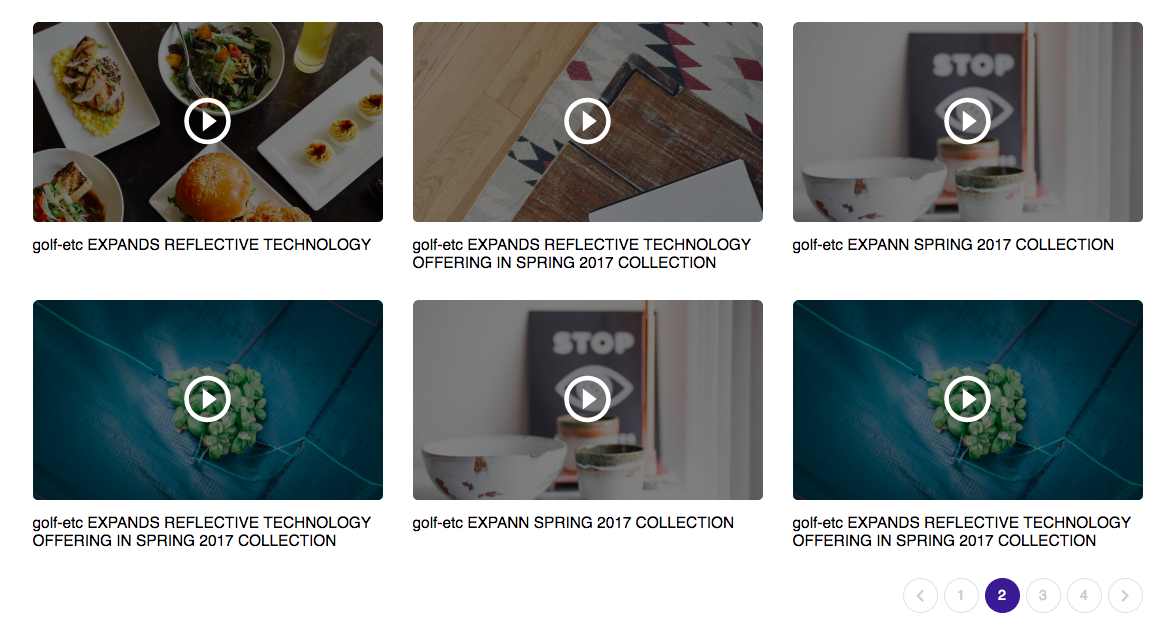 STOP
golf-etc EXPANDS REFLECTIVE TECHNOLOGY
golf-etc EXPANDS REFLECTIVE TECHNOLOGY
OFFERING IN SPRING 2017 COLLECTION
golf-etc EXPANN SPRING 2017 COLLECTION
STOP
golf-etc EXPANDS REFLECTIVE TECHNOLOGY
OFFERING IN SPRING 2017 COLLECTION
golf-etc EXPANN SPRING 2017 COLLECTION
golf-etc EXPANDS REFLECTIVE TECHNOLOGY
OFFERING IN SPRING 2017 COLLECTION
1 2 3 4